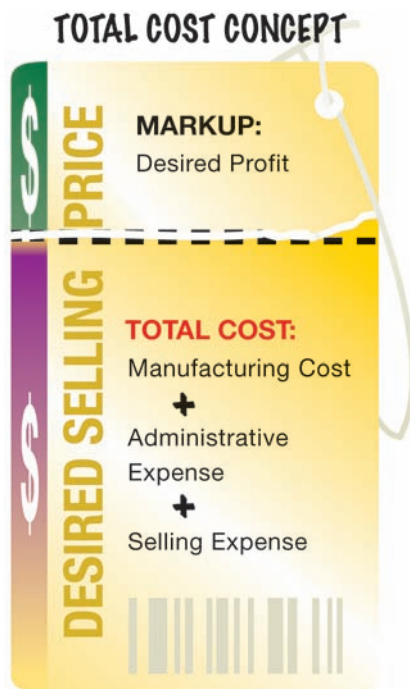 TOTAL COST CONCEPT
$
DESIRED SELLING PRICE
MARKUP:
Desired Profit
$
TOTAL COST:
Manufacturing Cost
+
Administrative
Expense
+
Selling Expense